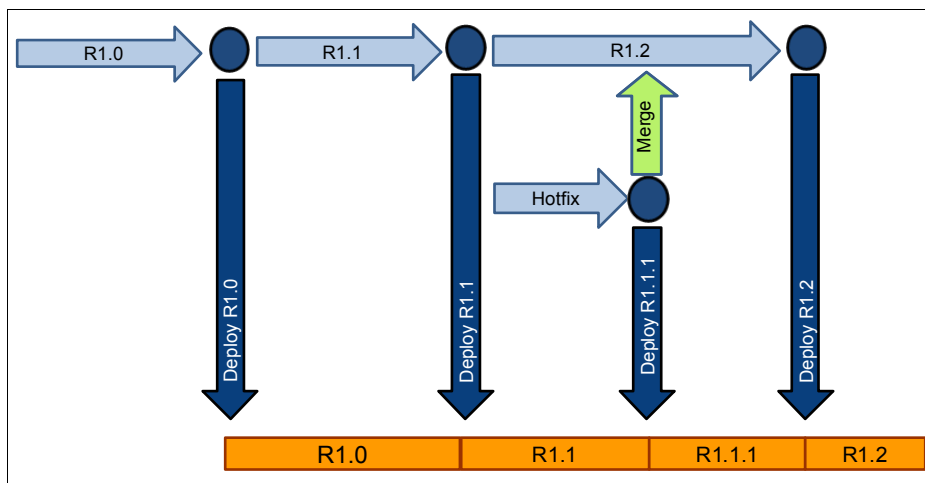 R1.0
R1.1
R1.2
Merge
Hotfix
Deploy R1.0
Deploy R1.1
Deploy R1.1.1
Deploy R1.2
R1.0
R1.1
R1.1.1
R1.2